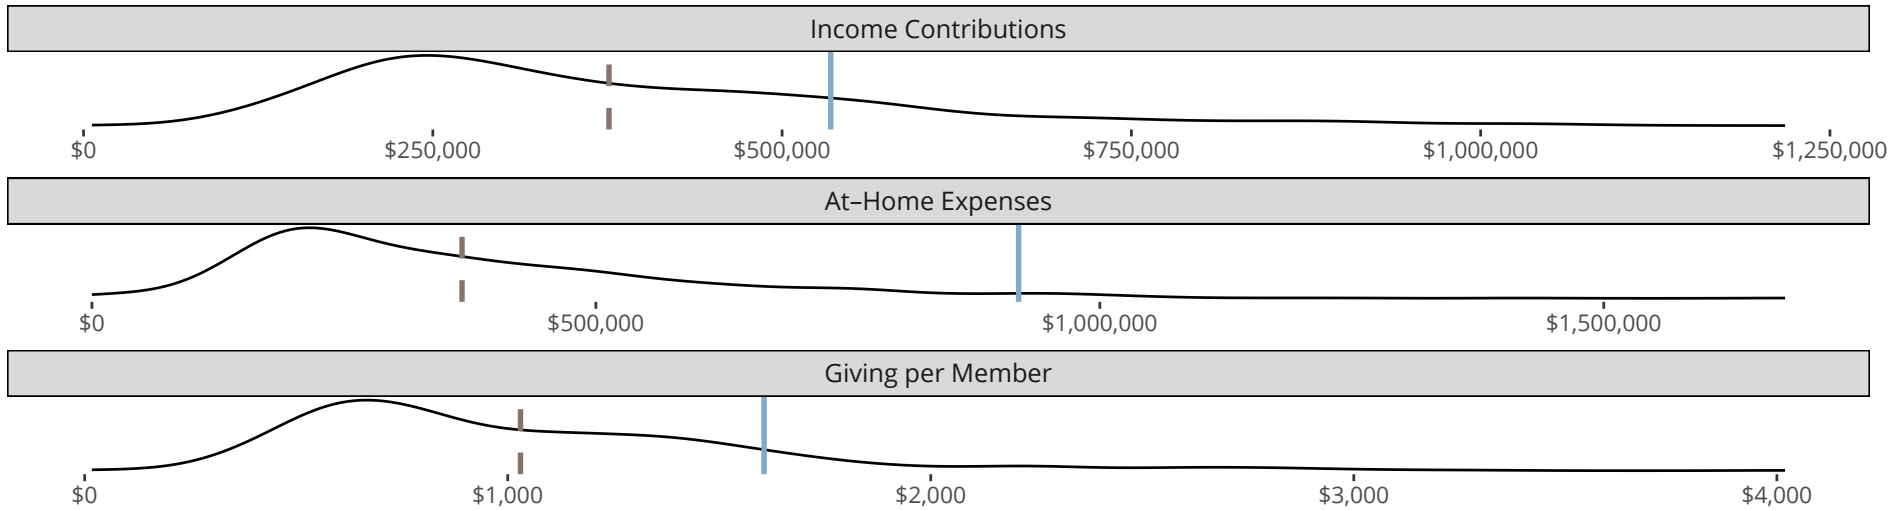 Income Contributions
$0 $250,000 $500,000 $750,000 $1,000,000 $1,250,000
At–Home Expenses
$0 $500,000 $1,000,000 $1,500,000
Giving per Member
$0 $1,000 $2,000 $3,000 $4,000